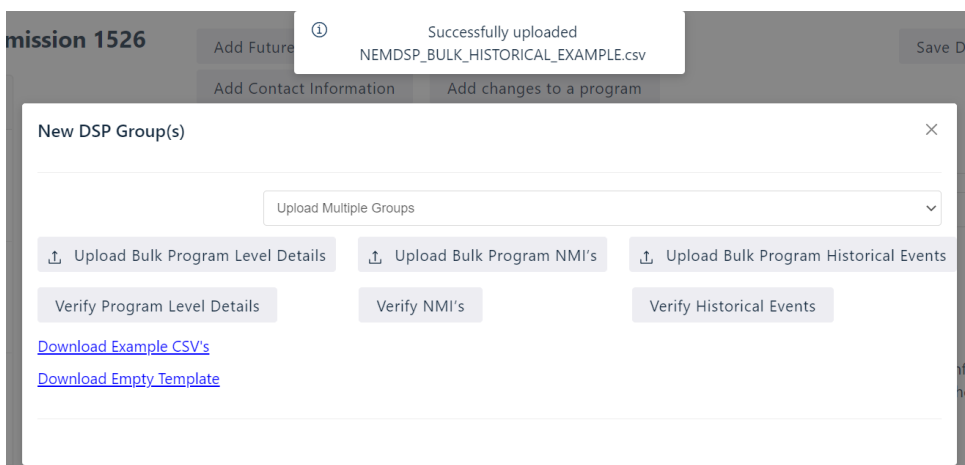 mission 1526
Add Future
Successfully uploaded
NEMDSP_BULK_HISTORICAL_EXAMPLE.csv
Save D
Add Contact Information
Add changes to a program
New DSP Group(s)
Upload Multiple Groups
Upload Bulk Program Level Details
Upload Bulk Program NMI's
Upload Bulk Program Historical Events
Verify Program Level Details
Verify NMI's
Verify Historical Events
Download Example CSV's
Download Empty Template